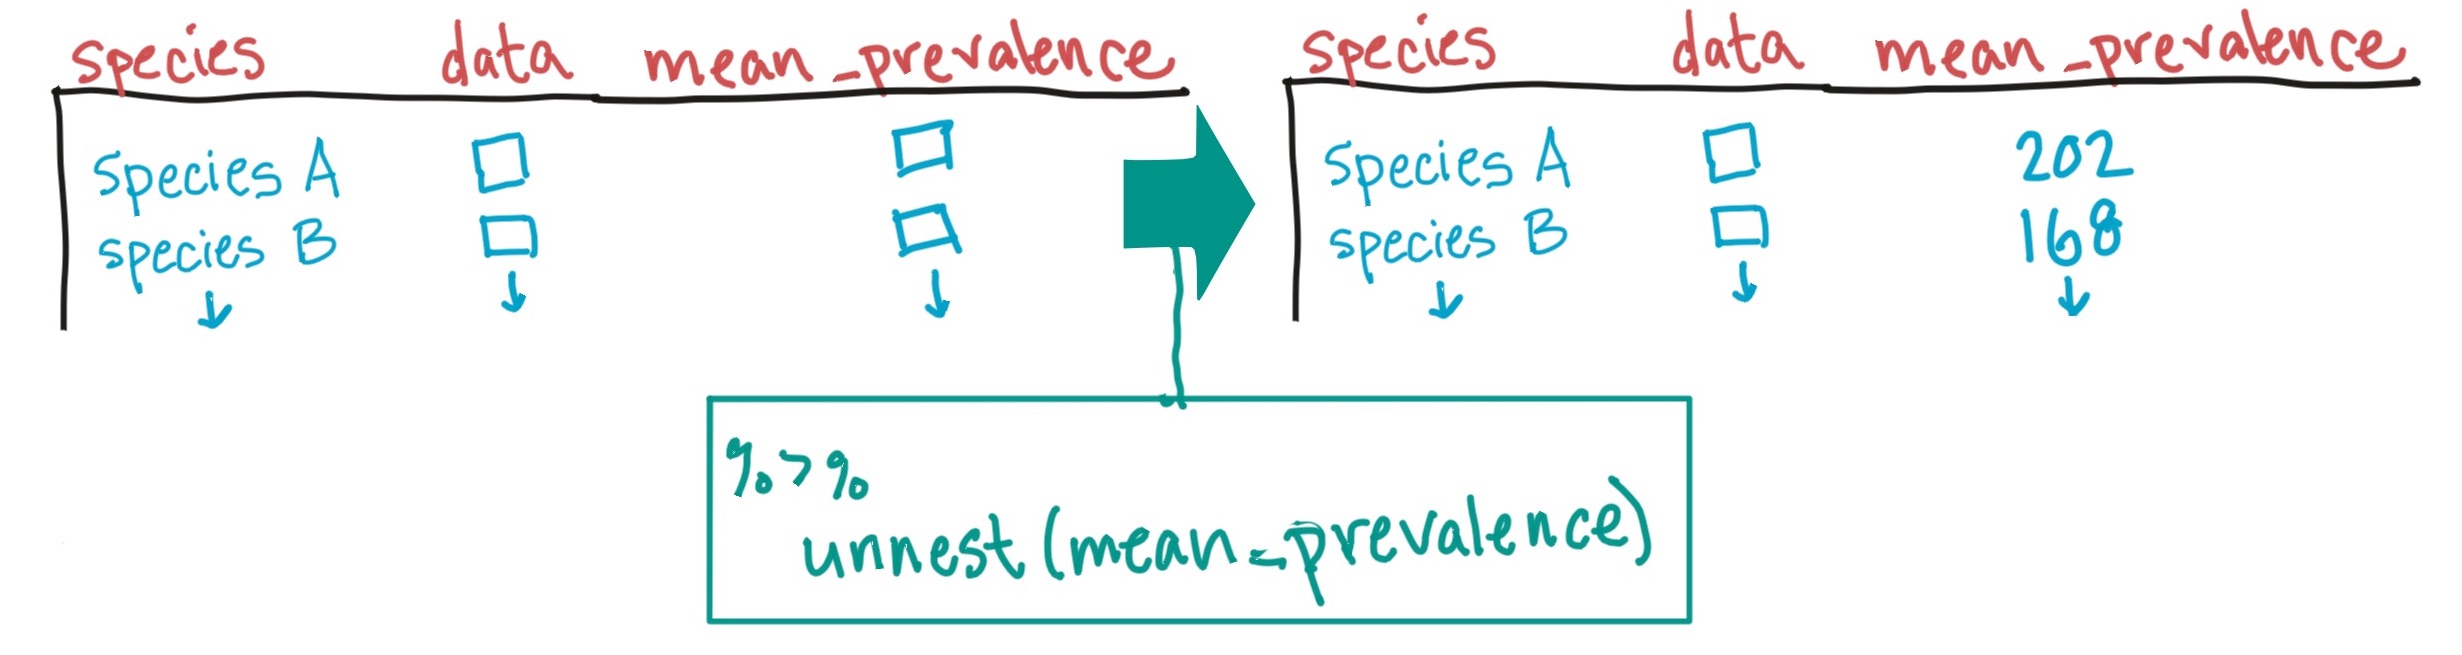 species data mean_prevalence
species A
species B
species data mean_prevalence
species A 202
species B 168
%>%
unnest (mean_prevalence)